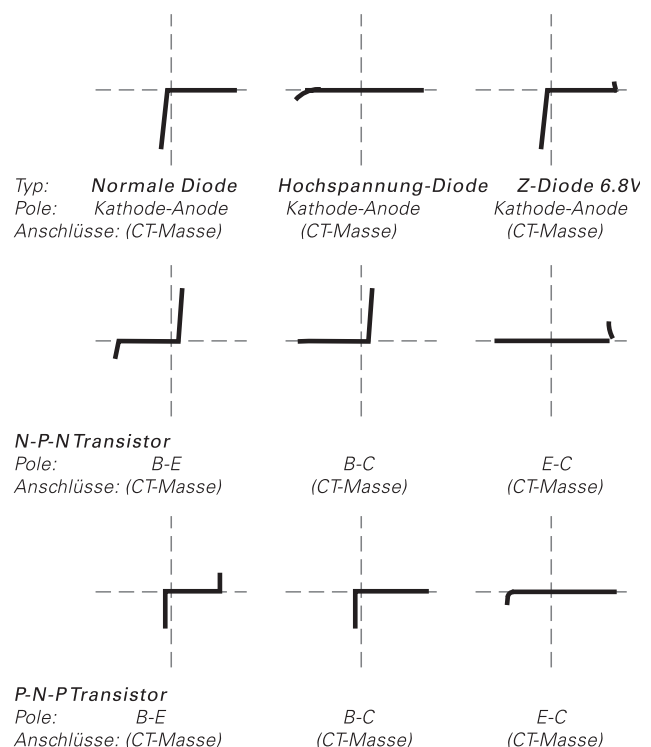 Typ: Normale Diode Hochspannung-Diode Z-Diode 6.8V
Pole: Kathode-Anode Kathode-Anode Kathode-Anode
Anschlüsse: (CT-Masse) (CT-Masse) (CT-Masse)
N-P-N Transistor
Pole: B-E B-C E-C
Anschlüsse: (CT-Masse) (CT-Masse) (CT-Masse)
P-N-P Transistor
Pole: B-E B-C E-C
Anschlüsse: (CT-Masse) (CT-Masse) (CT-Masse)